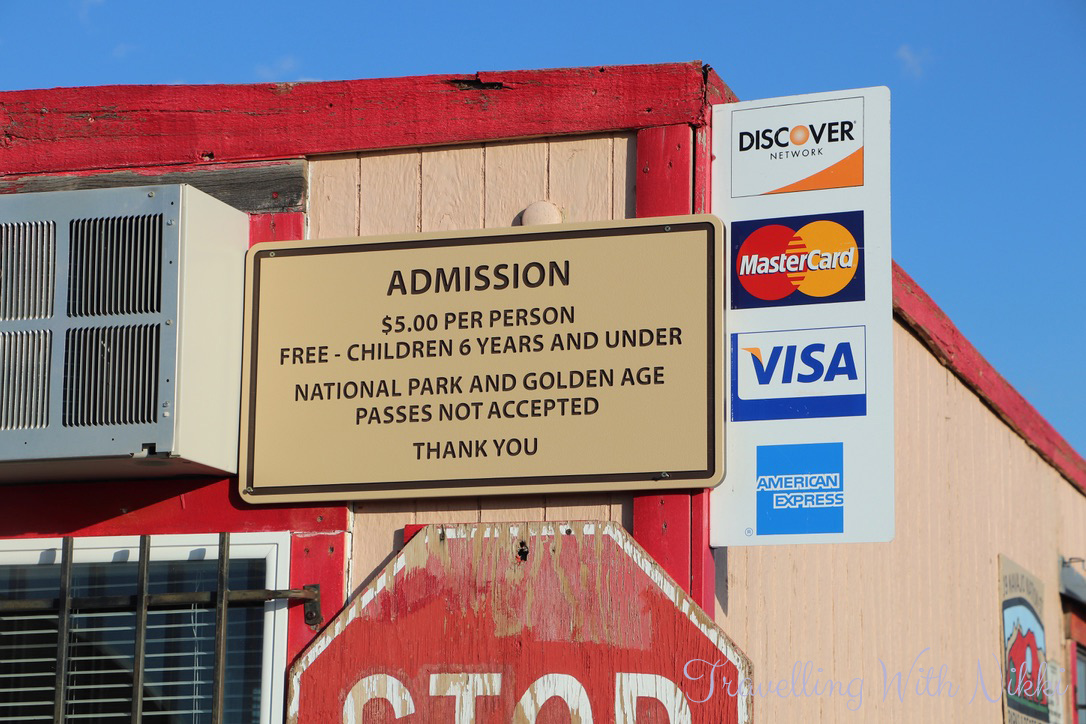 ADMISSION
$5.00 PER PERSON
FREE - CHILDREN 6 YEARS AND UNDER
NATIONAL PARK AND GOLDEN AGE
PASSES NOT ACCEPTED
THANK YOU
DISCOVER®
NETWORK
MasterCard
VISA
AMERICAN
EXPRESS
®
STOP
Travelling With Nikki